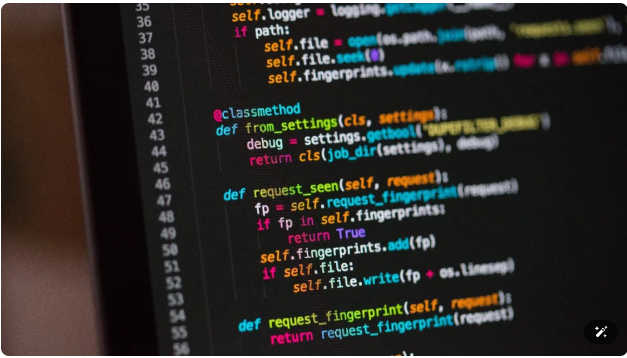 35
36 self.logger = logging.getLogger(
37 if path:
38 self.file = open(os.path.join(path, 'requests.seen'),
39 self.file.seek(0)
40 self.fingerprints.update(x.rstrip() for x in self.file
41
42 @classmethod
43 def from_settings(cls, settings):
44 debug = settings.getbool('DUPEFILTER_DEBUG')
45 return cls(job_dir(settings), debug)
46
47 def request_seen(self, request):
48 fp = self.request_fingerprint(request)
49 if fp in self.fingerprints:
50 return True
51 self.fingerprints.add(fp)
52 if self.file:
53 self.file.write(fp + os.linesep)
54
55 def request_fingerprint(self, request):
56 return request_fingerprint(request)